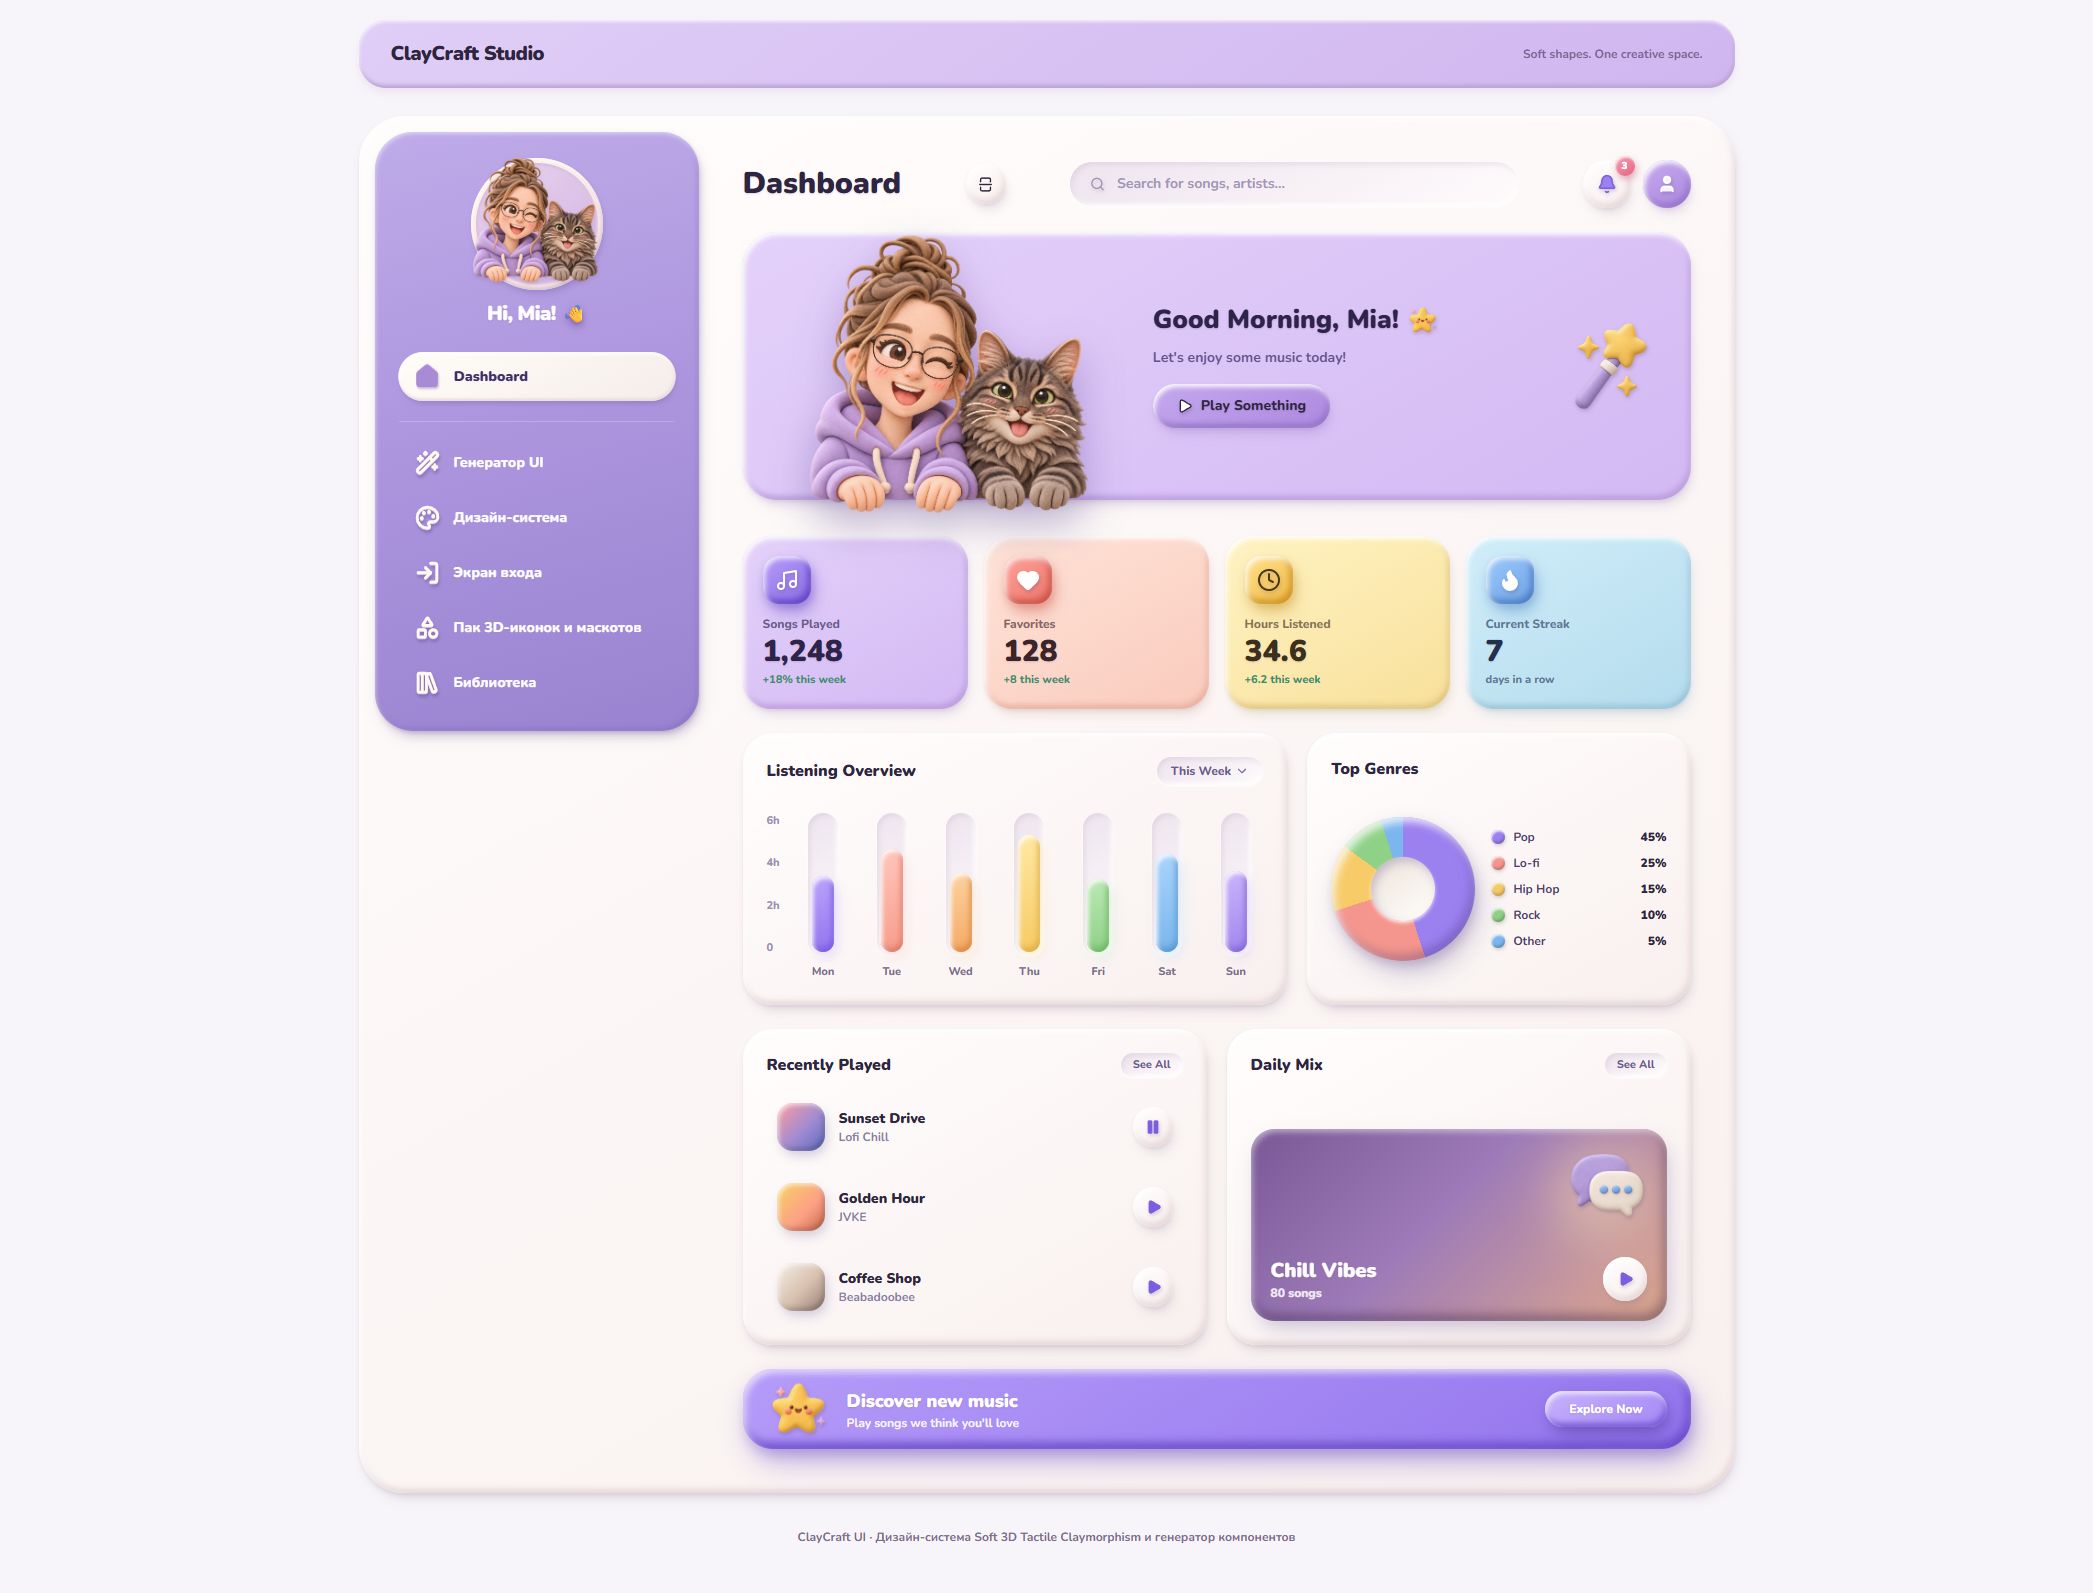 ClayCraft Studio
Soft shapes. One creative space.
Hi, Mia!
Dashboard
Генератор UI
Дизайн-система
Экран входа
Пак 3D-иконок и маскотов
Библиотека
Dashboard
Search for songs, artists...
3
Good Morning, Mia!
Let's enjoy some music today!
Play Something
Songs Played
1,248
+18% this week
Favorites
128
+8 this week
Hours Listened
34.6
+6.2 this week
Current Streak
7
days in a row
Listening Overview
This Week
6h
4h
2h
0
Mon Tue Wed Thu Fri Sat Sun
Top Genres
Pop 45%
Lo-fi 25%
Hip Hop 15%
Rock 10%
Other 5%
Recently Played
See All
Sunset Drive
Lofi Chill
Golden Hour
JVKE
Coffee Shop
Beabadoobee
Daily Mix
See All
Chill Vibes
80 songs
Discover new music
Play songs we think you'll love
Explore Now
ClayCraft UI · Дизайн-система Soft 3D Tactile Claymorphism и генератор компонентов